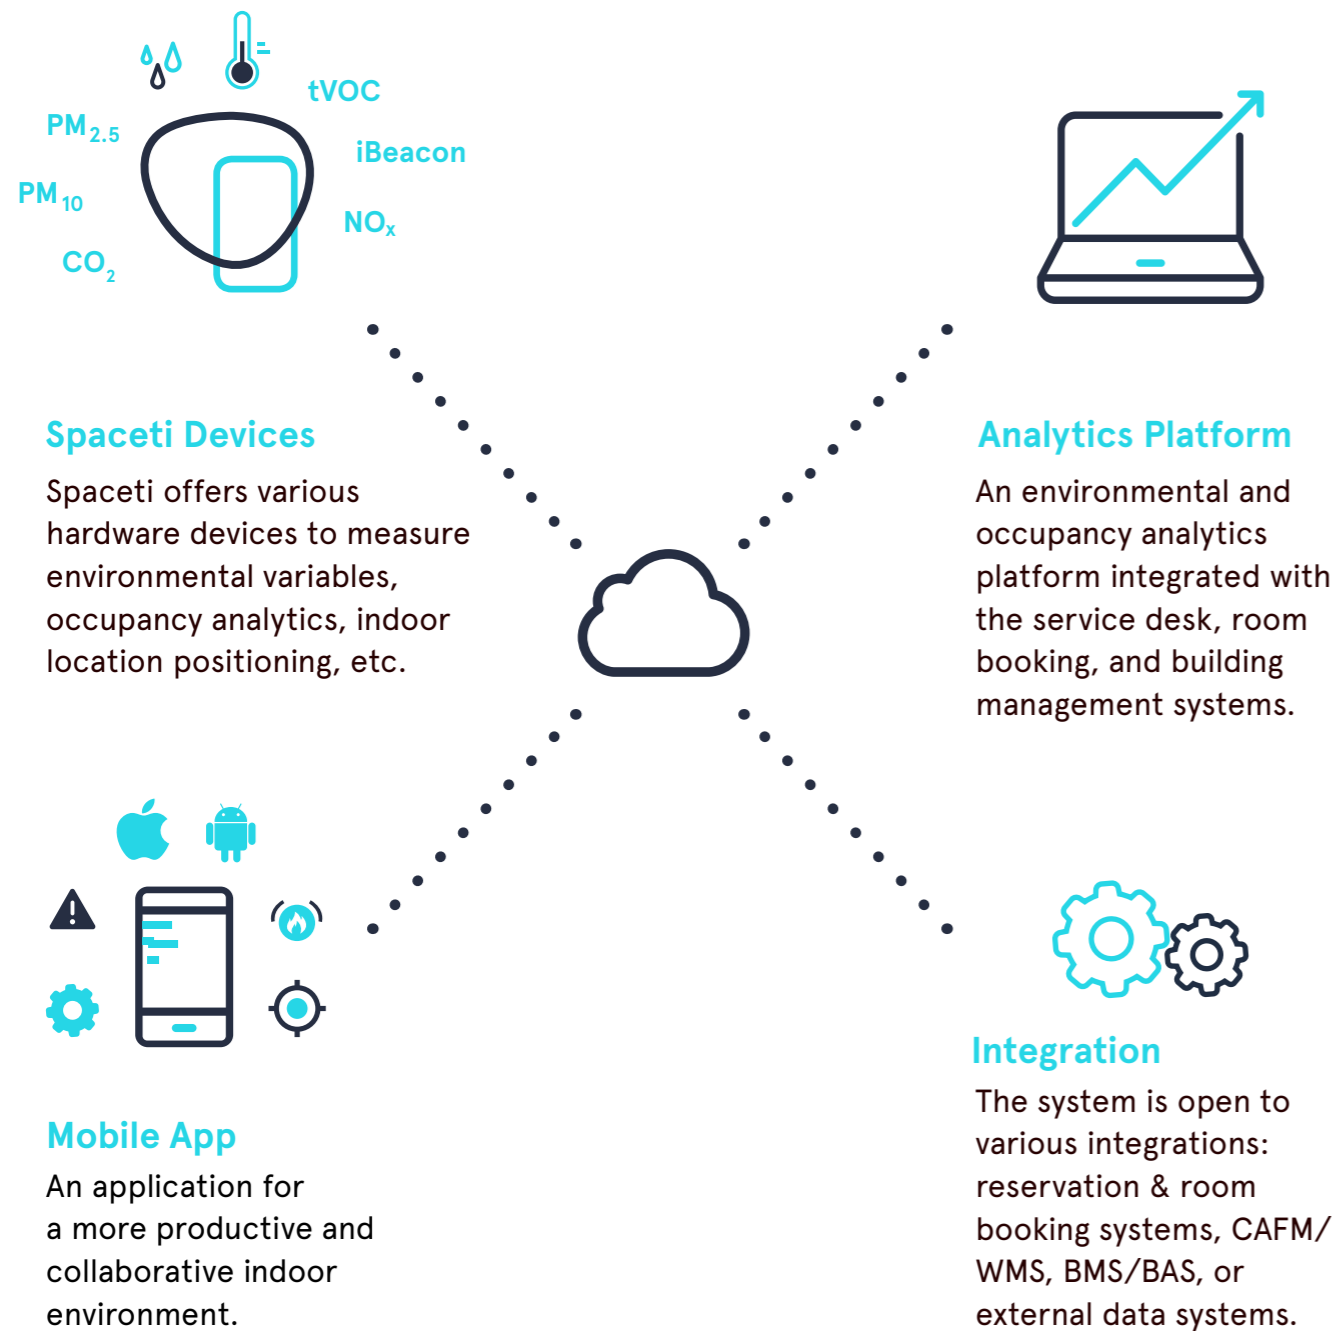 tVOC
PM2.5
iBeacon
PM10
NOx
CO2
Spaceti Devices
Spaceti offers various
hardware devices to measure
environmental variables,
occupancy analytics, indoor
location positioning, etc.
Analytics Platform
An environmental and
occupancy analytics
platform integrated with
the service desk, room
booking, and building
management systems.
Mobile App
An application for
a more productive and
collaborative indoor
environment.
Integration
The system is open to
various integrations:
reservation & room
booking systems, CAFM/
WMS, BMS/BAS, or
external data systems.